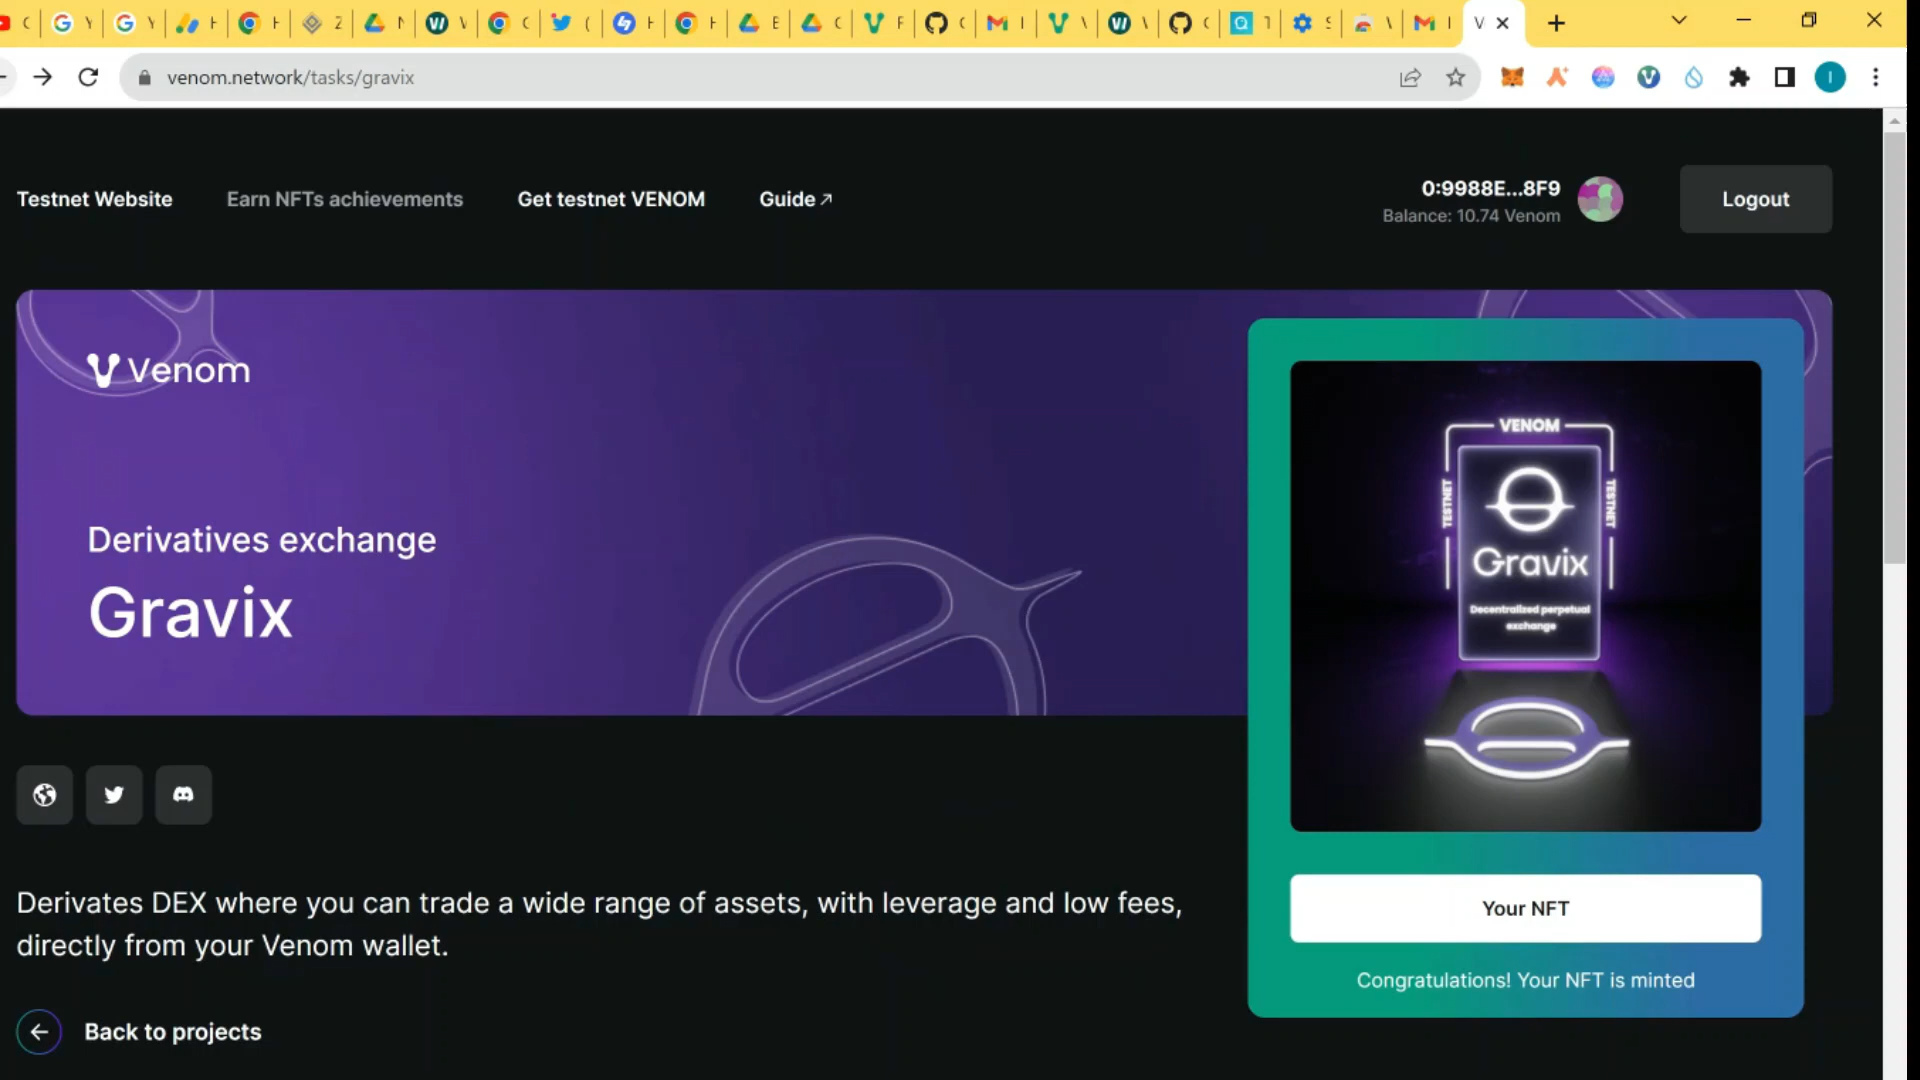 venom.network/tasks/gravix
Testnet Website
Earn NFTs achievements
Get testnet VENOM
Guide
0:9988E...8F9
Balance: 10.74 Venom
Logout
Venom
Derivatives exchange
Gravix
VENOM
TESTNET
TESTNET
Gravix
Decentralized perpetual
exchange
Derivates DEX where you can trade a wide range of assets, with leverage and low fees,
directly from your Venom wallet.
Your NFT
Congratulations! Your NFT is minted
Back to projects